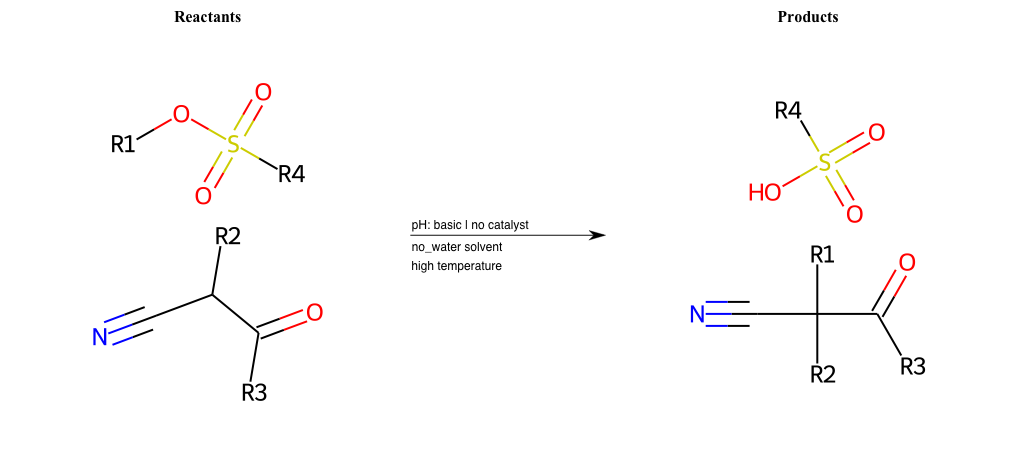 Reactants
Products
R1
O
S
O
O
R4
R2
N
O
R3
pH: basic | no catalyst
no_water solvent
high temperature
R4
O
S
HO
O
R1
O
N
R2
R3